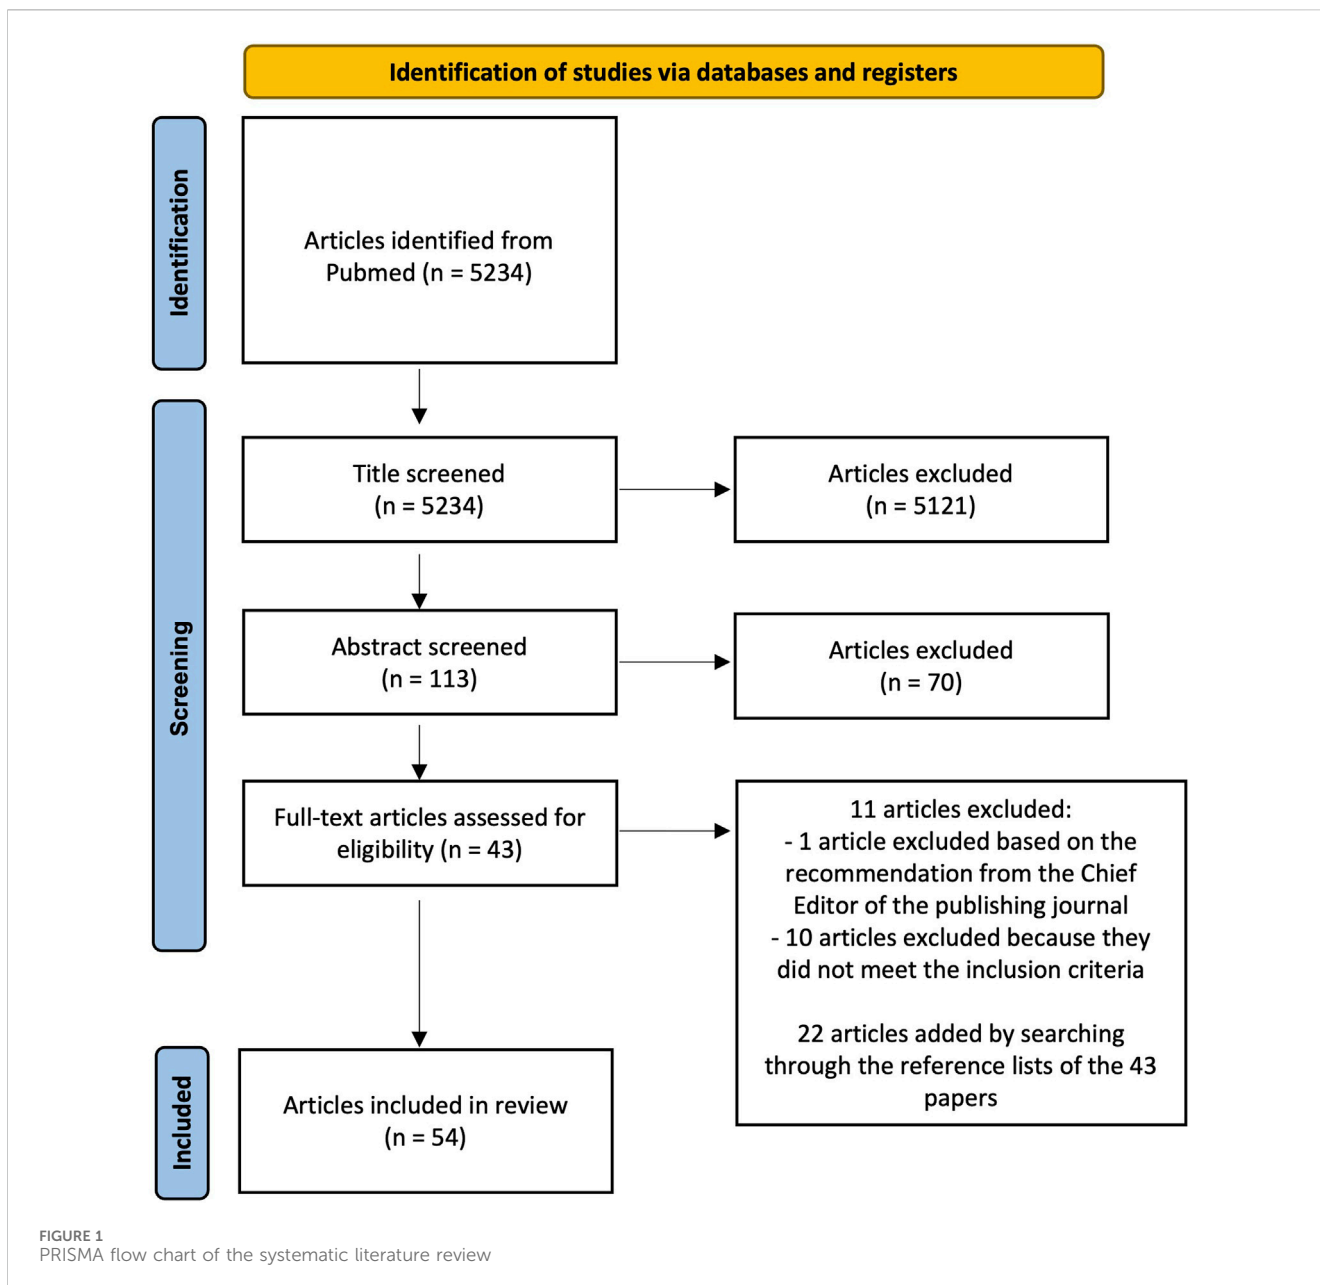 Identification of studies via databases and registers
Identification
Articles identified from
Pubmed (n = 5234)
Screening
Title screened
(n = 5234)
Articles excluded
(n = 5121)
Abstract screened
(n = 113)
Articles excluded
(n = 70)
Full-text articles assessed for
eligibility (n = 43)
11 articles excluded:
- 1 article excluded based on the
recommendation from the Chief
Editor of the publishing journal
- 10 articles excluded because they
did not meet the inclusion criteria
22 articles added by searching
through the reference lists of the 43
papers
Included
Articles included in review
(n = 54)
FIGURE 1
PRISMA flow chart of the systematic literature review